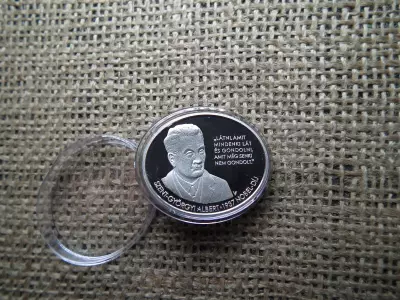 „LÁTNI, AMIT
MINDENKI LÁT
ÉS GONDOLNI,
AMIT MÉG SENKI
NEM GONDOLT."
SZENT-GYÖRGYI ALBERT • 1937 NOBEL-DÍJ